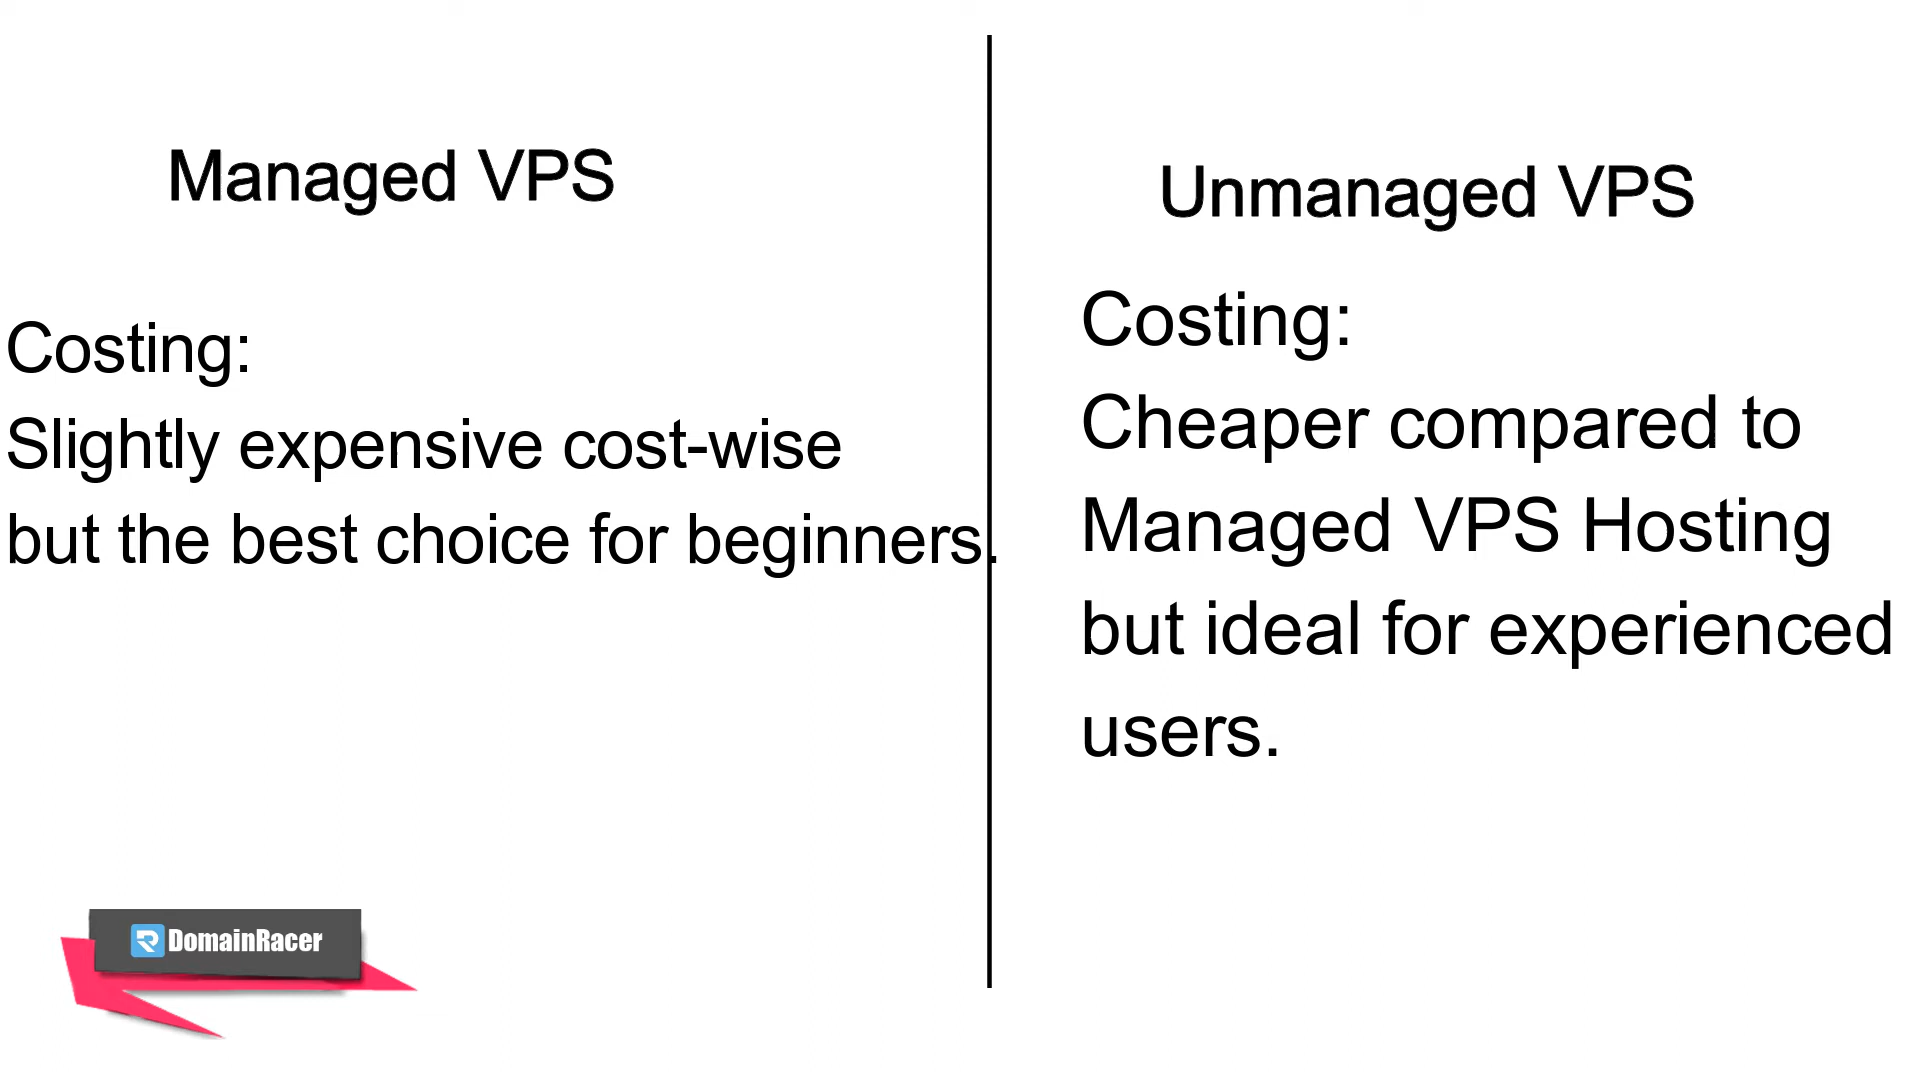 Managed VPS
Costing:
Slightly expensive cost-wise
but the best choice for beginners.
Unmanaged VPS
Costing:
Cheaper compared to
Managed VPS Hosting
but ideal for experienced
users.
DomainRacer